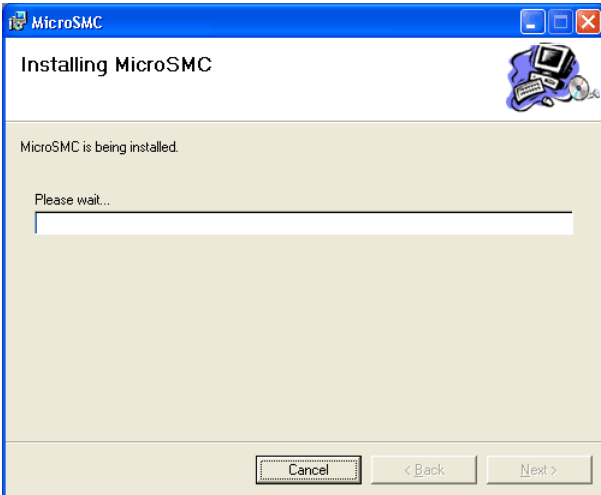 MicroSMC
Installing MicroSMC
MicroSMC is being installed.
Please wait...
Cancel
< Back
Next >